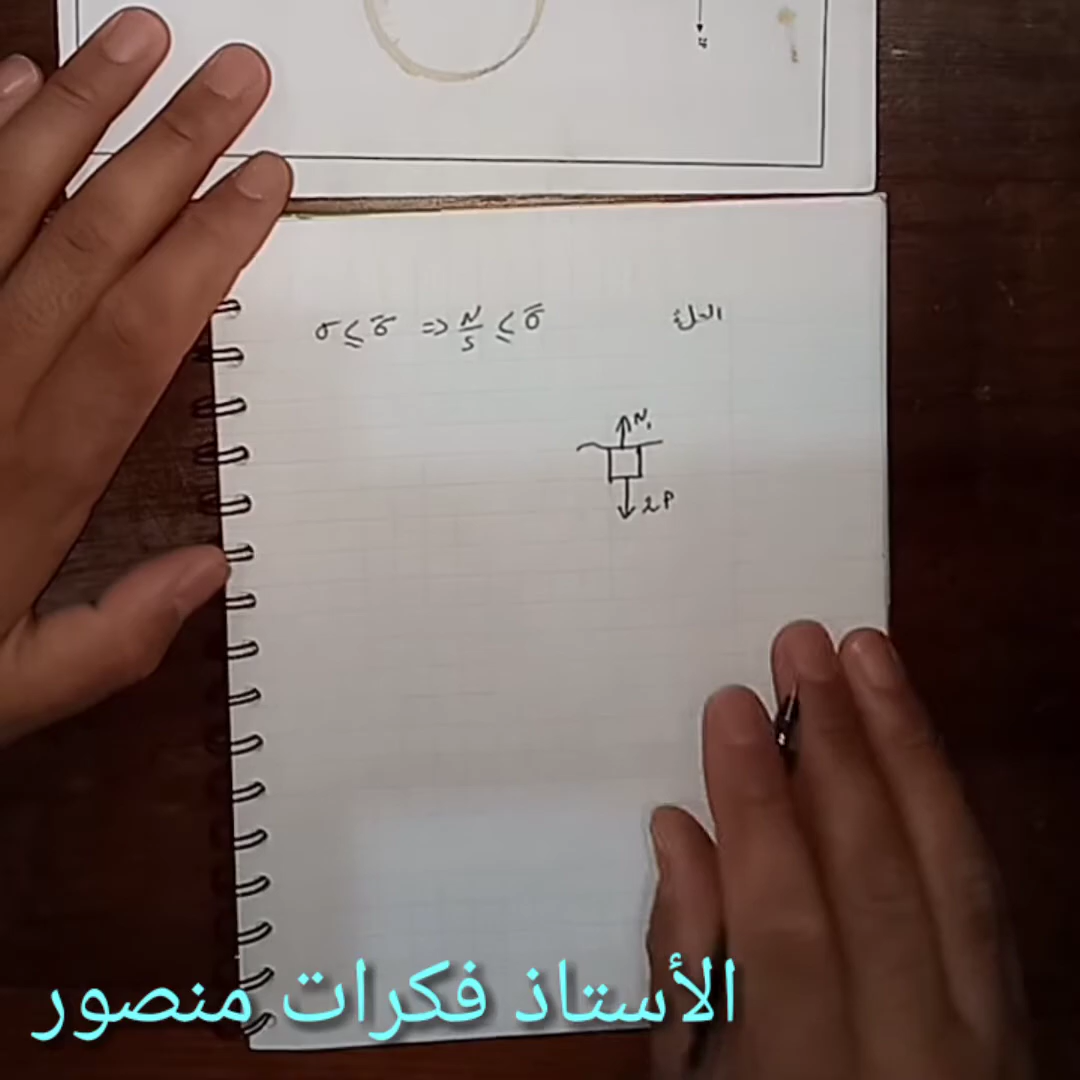 y
الحل:
σ ≤ σ̄ => N/S ≤ σ̄
N₁
2P
الأستاذ فكرات منصور